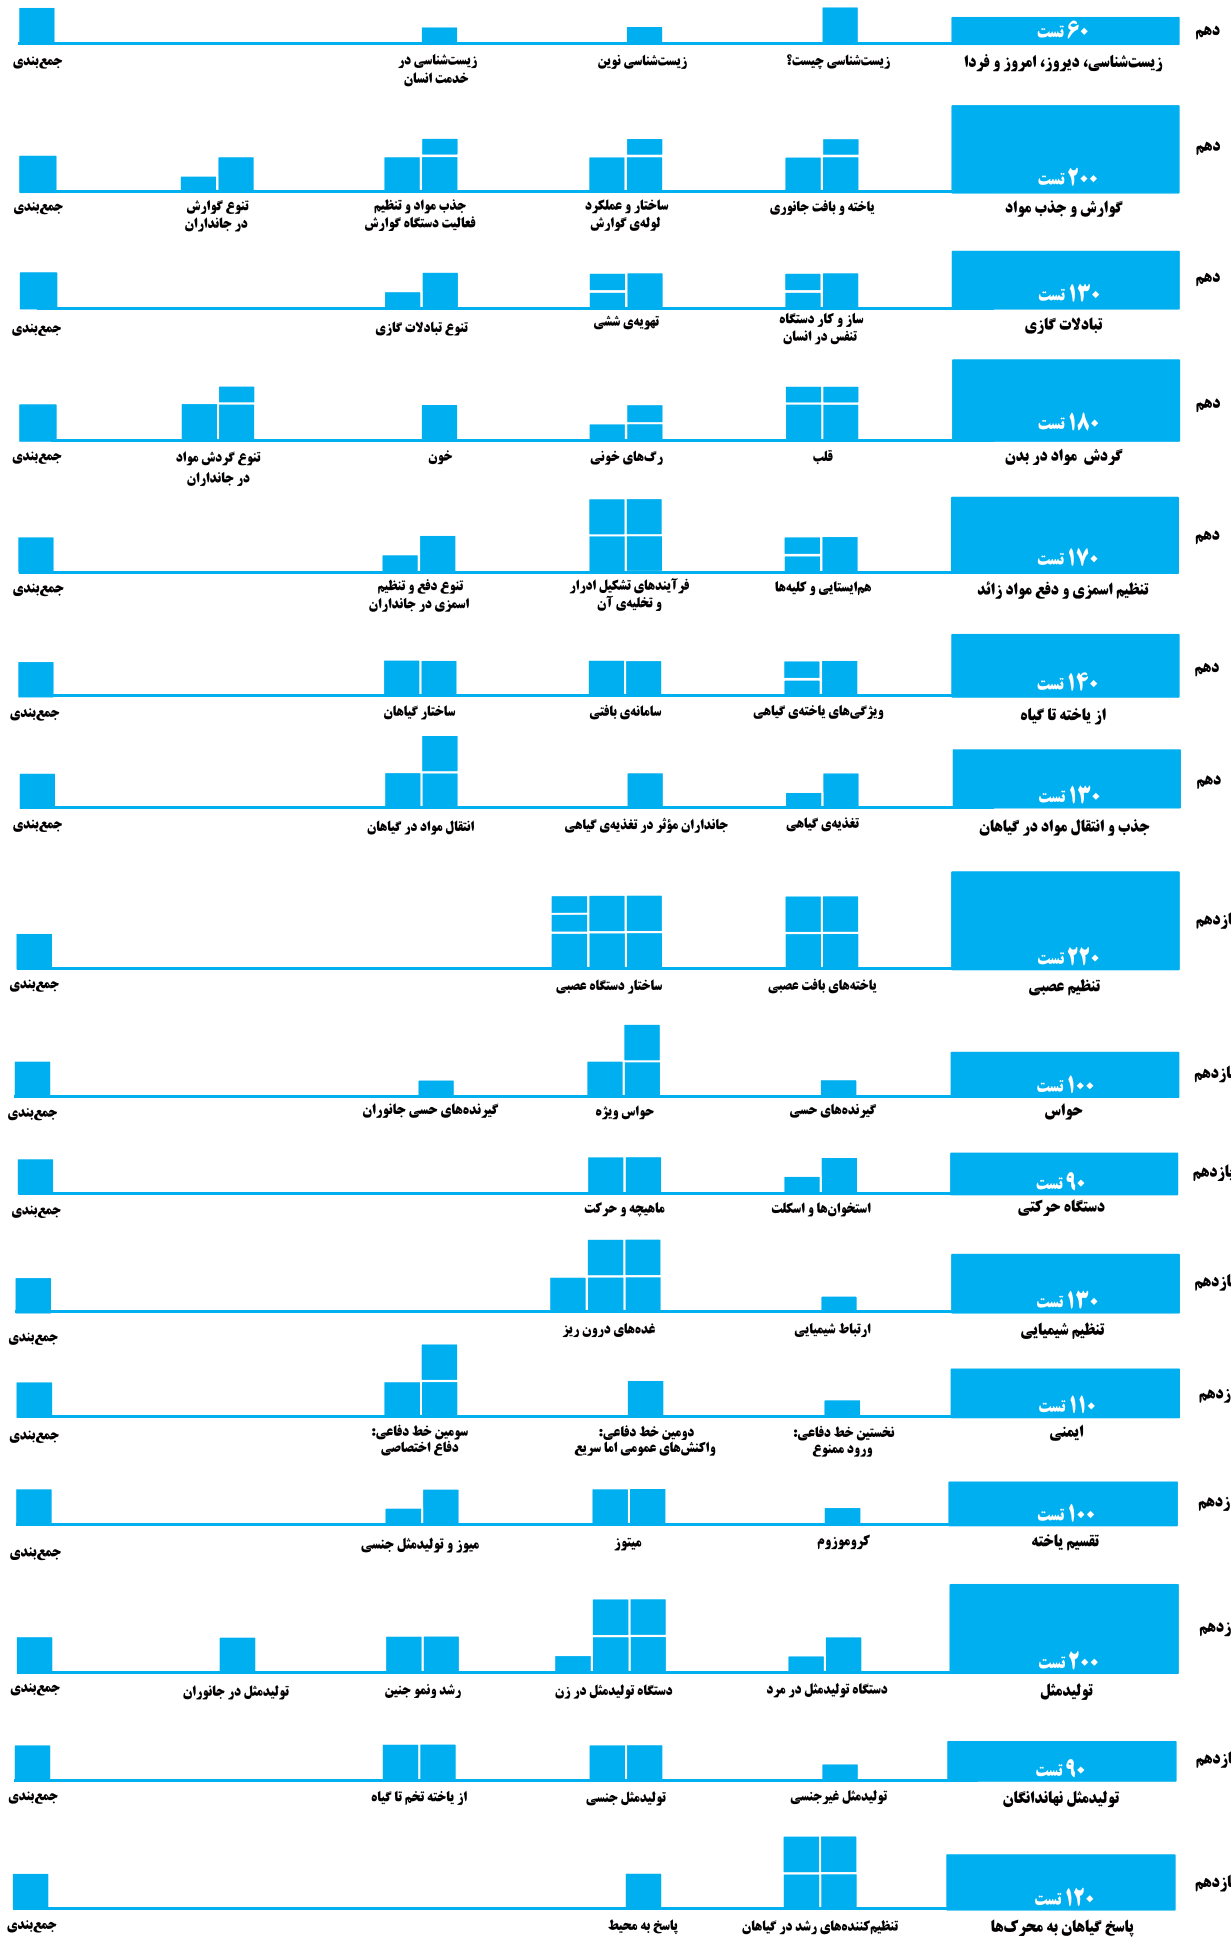 دهم
۶۰ تست
زیست‌شناسی، دیروز، امروز و فردا
زیست‌شناسی چیست؟
زیست‌شناسی نوین
زیست‌شناسی در
خدمت انسان
جمع‌بندی
دهم
۲۰۰ تست
گوارش و جذب مواد
یاخته و بافت جانوری
ساختار و عملکرد
لوله‌ی گوارش
جذب مواد و تنظیم
فعالیت دستگاه گوارش
تنوع گوارش
در جانداران
جمع‌بندی
دهم
۱۳۰ تست
تبادلات گازی
ساز و کار دستگاه
تنفس در انسان
تهویه‌ی ششی
تنوع تبادلات گازی
جمع‌بندی
دهم
۱۸۰ تست
گردش مواد در بدن
قلب
رگ‌های خونی
خون
تنوع گردش مواد
در جانداران
جمع‌بندی
دهم
۱۷۰ تست
تنظیم اسمزی و دفع مواد زائد
هم‌ایستایی و کلیه‌ها
فرآیندهای تشکیل ادرار
و تخلیه‌ی آن
تنوع دفع و تنظیم
اسمزی در جانداران
جمع‌بندی
دهم
۱۴۰ تست
از یاخته تا گیاه
ویژگی‌های یاخته‌ی گیاهی
سامانه‌ی بافتی
ساختار گیاهان
جمع‌بندی
دهم
۱۳۰ تست
جذب و انتقال مواد در گیاهان
تغذیه‌ی گیاهی
جانداران مؤثر در تغذیه‌ی گیاهی
انتقال مواد در گیاهان
جمع‌بندی
ازدهم
۲۲۰ تست
تنظیم عصبی
یاخته‌های بافت عصبی
ساختار دستگاه عصبی
جمع‌بندی
ازدهم
۱۰۰ تست
حواس
گیرنده‌های حسی
حواس ویژه
گیرنده‌های حسی جانوران
جمع‌بندی
یازدهم
۹۰ تست
دستگاه حرکتی
استخوان‌ها و اسکلت
ماهیچه و حرکت
جمع‌بندی
ازدهم
۱۳۰ تست
تنظیم شیمیایی
ارتباط شیمیایی
غده‌های درون ریز
جمع‌بندی
زدهم
۱۱۰ تست
ایمنی
نخستین خط دفاعی:
ورود ممنوع
دومین خط دفاعی:
واکنش‌های عمومی اما سریع
سومین خط دفاعی:
دفاع اختصاصی
جمع‌بندی
زدهم
۱۰۰ تست
تقسیم یاخته
کروموزوم
میتوز
میوز و تولیدمثل جنسی
جمع‌بندی
زدهم
۲۰۰ تست
تولیدمثل
دستگاه تولیدمثل در مرد
دستگاه تولیدمثل در زن
رشد ونمو جنین
تولیدمثل در جانوران
جمع‌بندی
ازدهم
۹۰ تست
تولیدمثل نهاندانگان
تولیدمثل غیرجنسی
تولیدمثل جنسی
از یاخته تخم تا گیاه
جمع‌بندی
ازدهم
۱۲۰ تست
پاسخ گیاهان به محرک‌ها
تنظیم‌کننده‌های رشد در گیاهان
پاسخ به محیط
جمع‌بندی